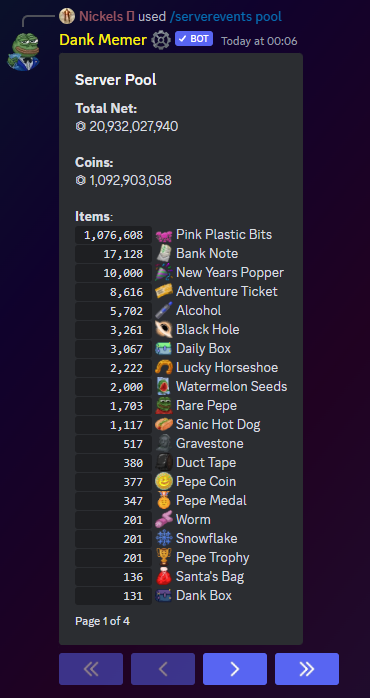 Nickels used /serverevents pool
Dank Memer ✓ BOT Today at 00:06
Server Pool
Total Net:
20,932,027,940
Coins:
1,092,903,058
Items:
1,076,608 Pink Plastic Bits
17,128 Bank Note
10,000 New Years Popper
8,616 Adventure Ticket
5,702 Alcohol
3,261 Black Hole
3,067 Daily Box
2,222 Lucky Horseshoe
2,000 Watermelon Seeds
1,703 Rare Pepe
1,117 Sanic Hot Dog
517 Gravestone
380 Duct Tape
377 Pepe Coin
347 Pepe Medal
201 Worm
201 Snowflake
201 Pepe Trophy
136 Santa's Bag
131 Dank Box
Page 1 of 4